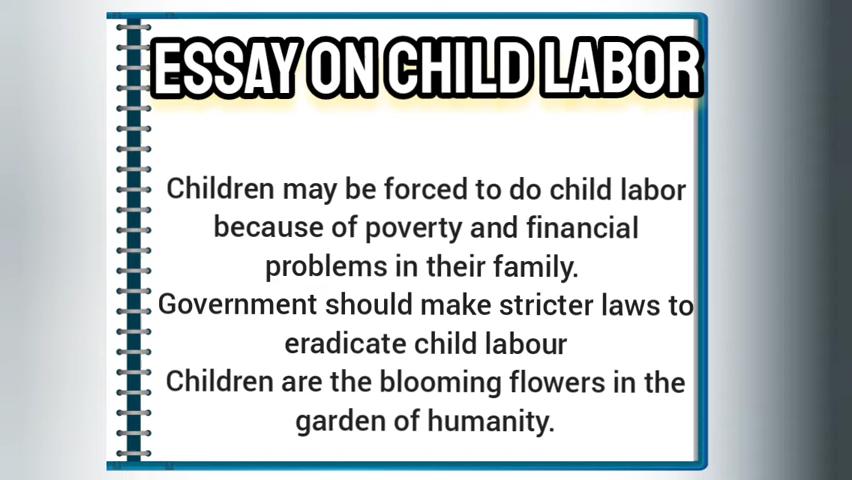 ESSAY ON CHILD LABOR
Children may be forced to do child labor
because of poverty and financial
problems in their family.
Government should make stricter laws to
eradicate child labour
Children are the blooming flowers in the
garden of humanity.